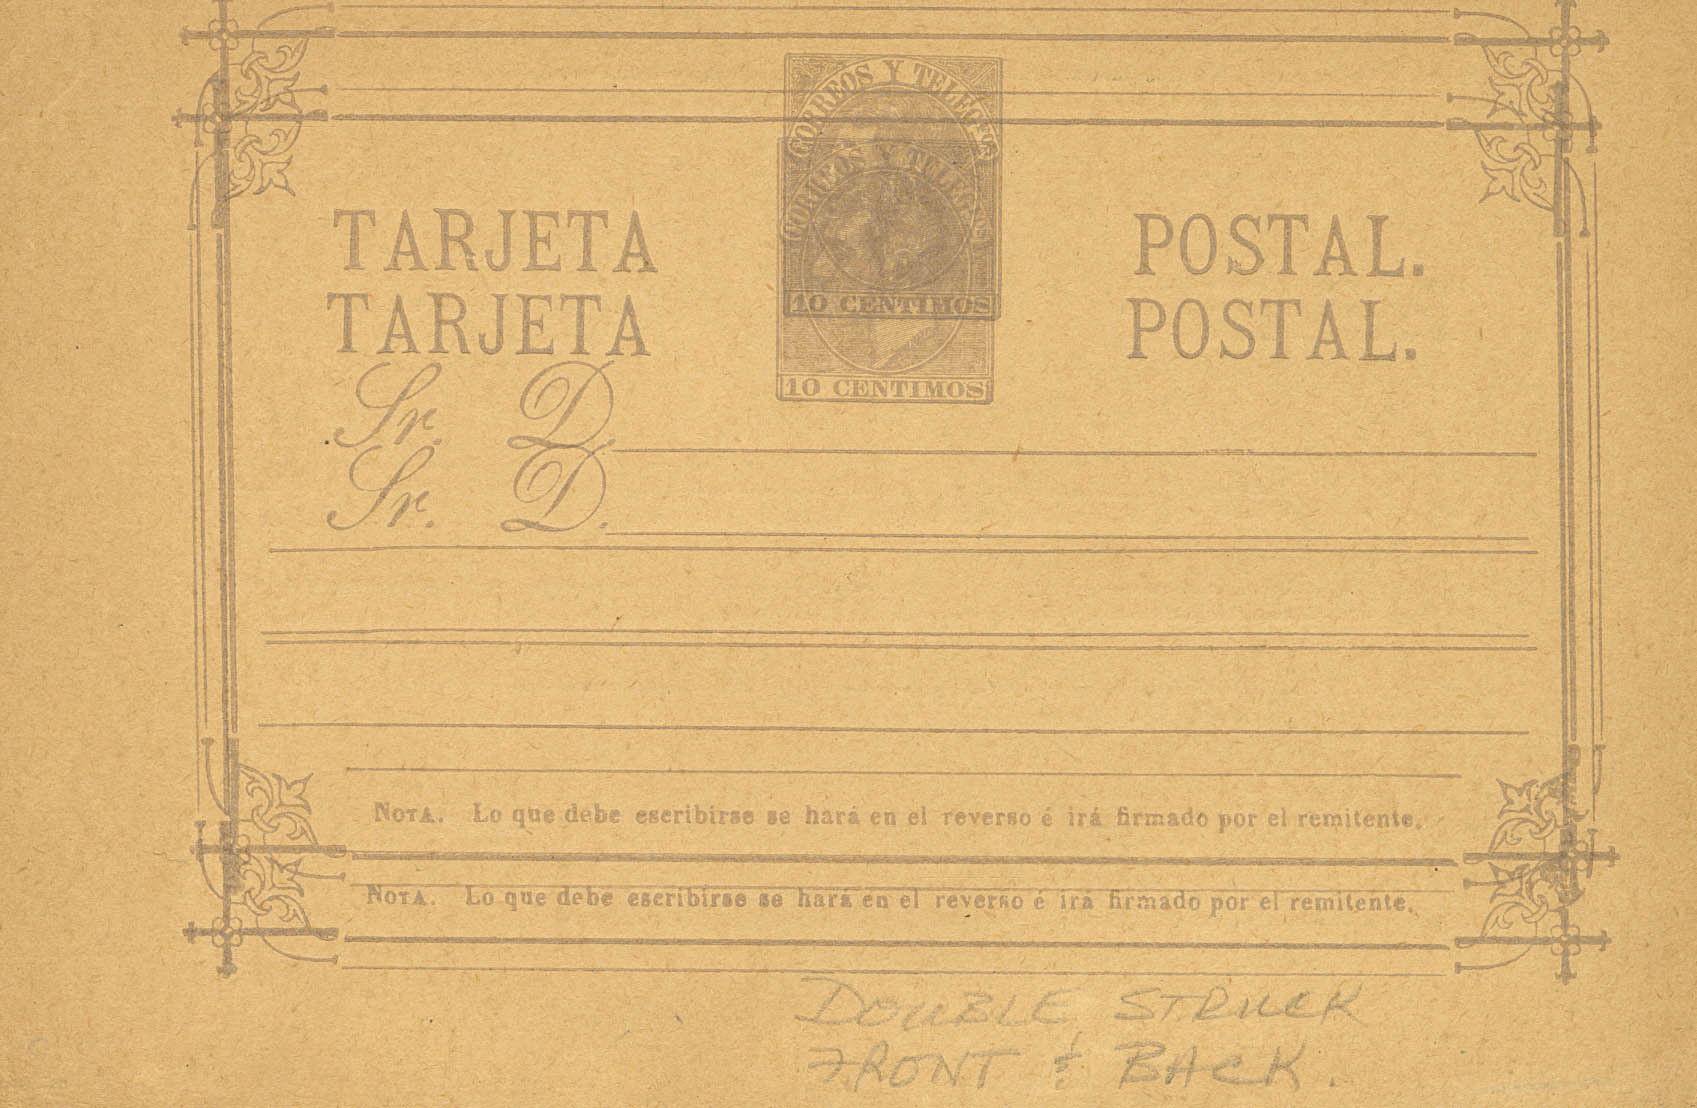 CORREOS Y TELEGFS
CORREOS Y TELEGFS
TARJETA POSTAL.
10 CENTIMOS
TARJETA POSTAL.
10 CENTIMOS
Sr. D.
Sr. D.
NOTA. Lo que debe escribirse se hará en el reverso é irá firmado por el remitente.
NOTA. Lo que debe escribirse se hará en el reverso é irá firmado por el remitente.
DOUBLE STRUCK
FRONT & BACK.